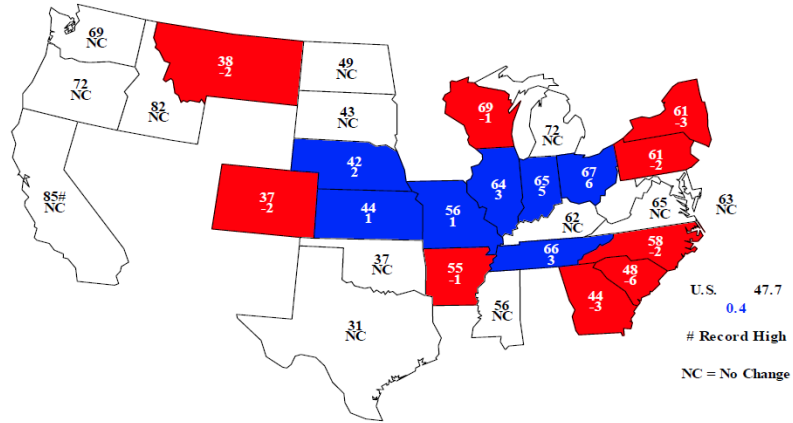 69
NC
72
NC
82
NC
38
-2
49
NC
43
NC
42
2
85#
NC
37
-2
44
1
56
1
69
-1
72
NC
64
3
65
5
67
6
61
-3
61
-2
62
NC
65
NC
63
NC
66
3
58
-2
48
-6
44
-3
37
NC
55
-1
56
NC
31
NC
U.S. 47.7
0.4
# Record High
NC = No Change